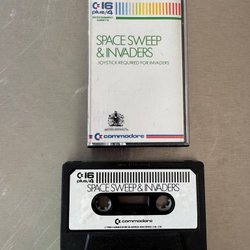 C16
plus/4
SPACE SWEEP
& INVADERS
JOYSTICK REQUIRED FOR INVADERS
commodore
C16
plus/4
SPACE SWEEP & INVADERS
commodore